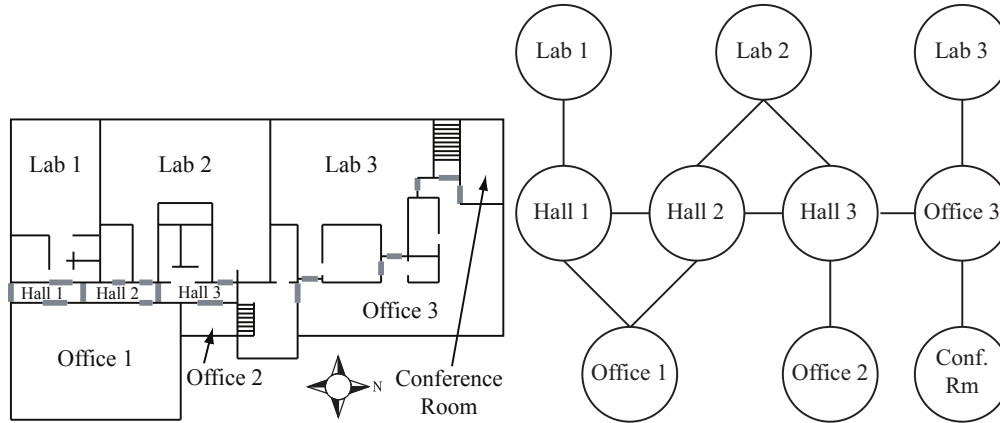 Lab 1
Lab 2
Lab 3
Hall 1
Hall 2
Hall 3
Office 3
Office 1
Office 2
N
Conference
Room
Lab 1
Lab 2
Lab 3
Hall 1
Hall 2
Hall 3
Office 3
Office 1
Office 2
Conf.
Rm